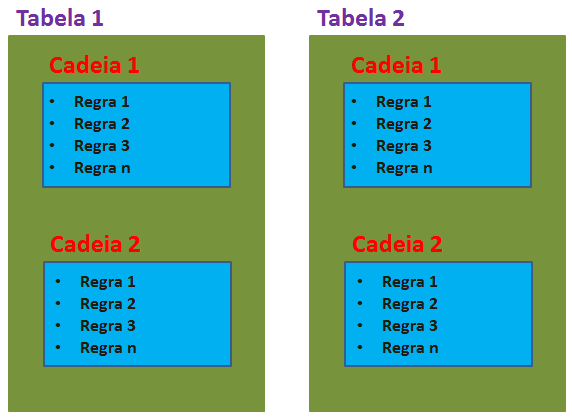 Tabela 1
Cadeia 1
• Regra 1
• Regra 2
• Regra 3
• Regra n
Cadeia 2
• Regra 1
• Regra 2
• Regra 3
• Regra n
Tabela 2
Cadeia 1
• Regra 1
• Regra 2
• Regra 3
• Regra n
Cadeia 2
• Regra 1
• Regra 2
• Regra 3
• Regra n